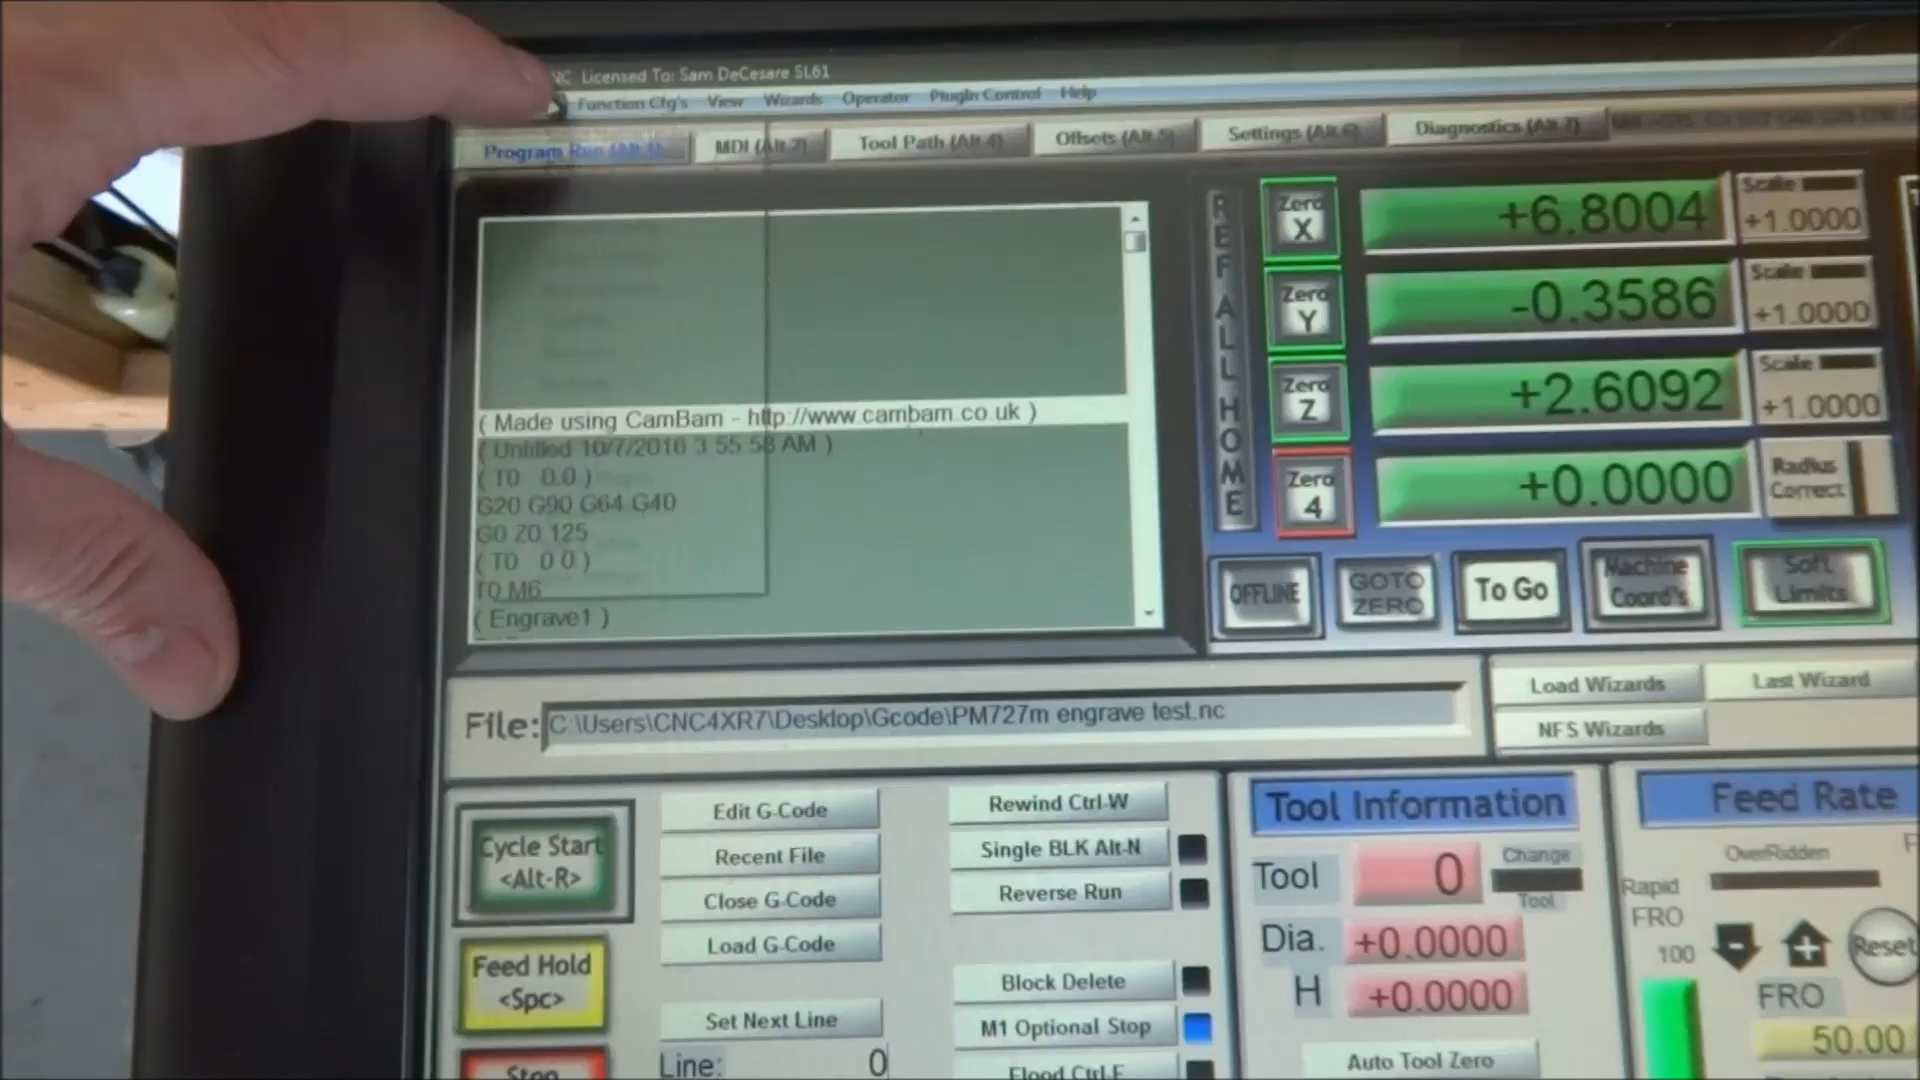 NC Licensed To: Sam DeCesare SL61
Function Cfg's View Wizards Operator PlugIn Control Help
Program Run (Alt-1) MDI (Alt-2) Tool Path (Alt-4) Offsets (Alt-5) Settings (Alt-6) Diagnostics (Alt-7)
REF ALL HOME
Zero X +6.8004 Scale +1.0000
Zero Y -0.3586 Scale +1.0000
Zero Z +2.6092 Scale +1.0000
Zero 4 +0.0000 Radius Correct
( Made using CamBam - http://www.cambam.co.uk )
( Untitled 10/7/2016 3 55:58 AM )
( T0 0.0 )
G20 G90 G64 G40
G0 Z0.125
( T0 0.0 )
T0 M6
( Engrave1 )
OFFLINE GOTO ZERO To Go Machine Coord's Soft Limits
File: C:\Users\CNC4XR7\Desktop\Gcode\PM727m engrave test.nc
Load Wizards Last Wizard
NFS Wizards
Cycle Start <Alt-R>
Feed Hold <Spc>
Stop
Edit G-Code
Recent File
Close G-Code
Load G-Code
Set Next Line
Line: 0
Rewind Ctrl-W
Single BLK Alt-N
Reverse Run
Block Delete
M1 Optional Stop
Flood Ctrl-F
Tool Information
Tool 0 Change Tool
Dia. +0.0000
H +0.0000
Auto Tool Zero
Feed Rate
OverRidden
Rapid FRO
100
- + Reset
FRO
50.00